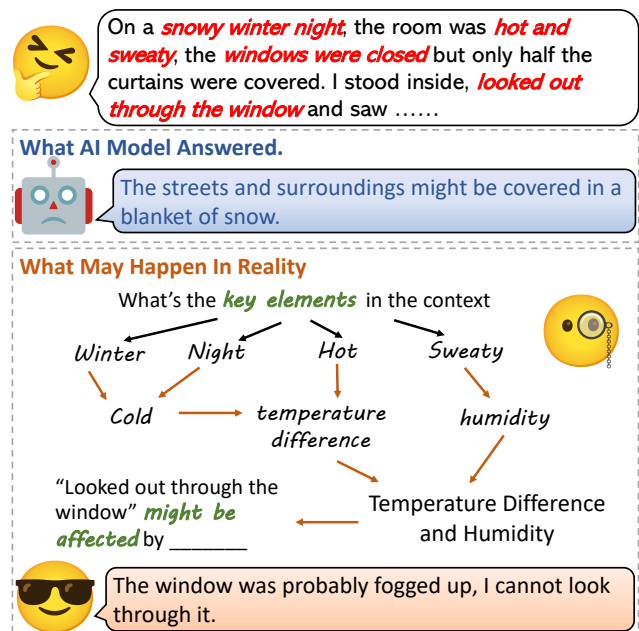 On a snowy winter night, the room was hot and
sweaty, the windows were closed but only half the
curtains were covered. I stood inside, looked out
through the window and saw ......
What AI Model Answered.
The streets and surroundings might be covered in a
blanket of snow.
What May Happen In Reality
What's the key elements in the context
Winter Night Hot Sweaty
Cold temperature difference humidity
"Looked out through the
window" might be
affected by _______
Temperature Difference
and Humidity
The window was probably fogged up, I cannot look
through it.